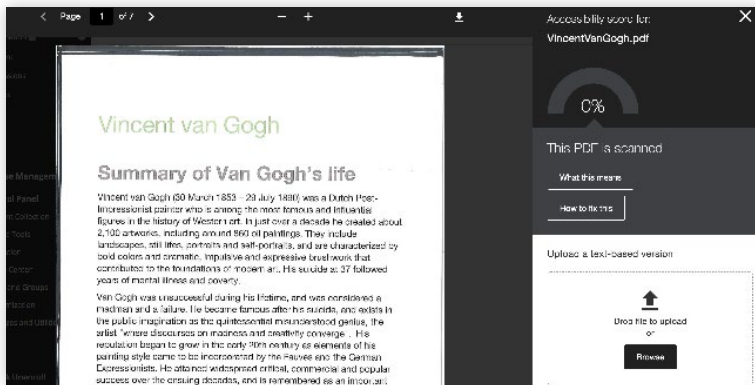 Page 1 of 7
Accessibility score for:
VincentVanGogh.pdf
0%
This PDF is scanned
What this means
How to fix this
Upload a text-based version
Drop file to upload
or
Browse
Vincent van Gogh
Summary of Van Gogh's life
Vincent van Gogh (30 March 1853 – 29 July 1890) was a Dutch Post-
Impressionist painter who is among the most famous and influential
figures in the history of Western art. In just over a decade he created about
2,100 artworks, including around 860 oil paintings. They include
landscapes, still lifes, portraits and self-portraits, and are characterized by
bold colors and dramatic, impulsive and expressive brushwork that
contributed to the foundations of modern art. His suicide at 37 followed
years of mental illness and poverty.
Van Gogh was unsuccessful during his lifetime, and was considered a
madman and a failure. He became famous after his suicide, and exists in
the public imagination as the quintessential misunderstood genius, the
artist "where discourses on madness and creativity converge". His
reputation began to grow in the early 20th century as elements of his
painting style came to be incorporated by the Fauves and the German
Expressionists. He attained widespread critical, commercial and popular
success over the ensuing decades, and is remembered as an important
Panel
Collection
Tools
Center
and Groups